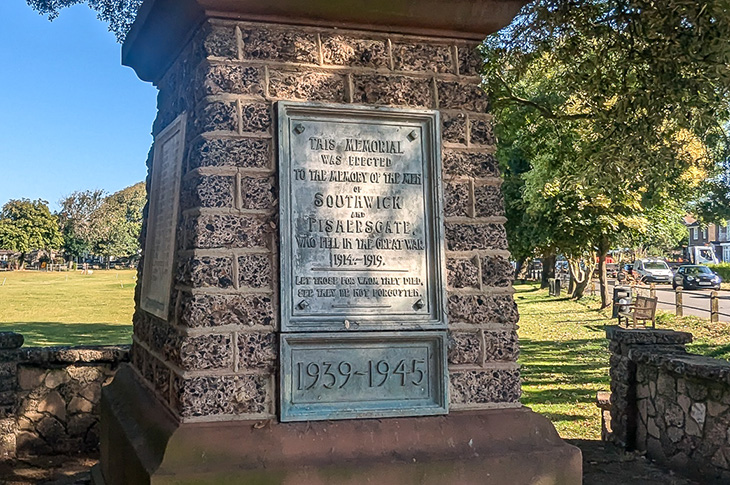 THIS MEMORIAL
WAS ERECTED
TO THE MEMORY OF THE MEN
OF
SOUTHWICK
AND
FISHERSGATE,
WHO FELL IN THE GREAT WAR
1914–1919.
LET THOSE FOR WHOM THEY DIED,
SEE THEY BE NOT FORGOTTEN.
1939-1945